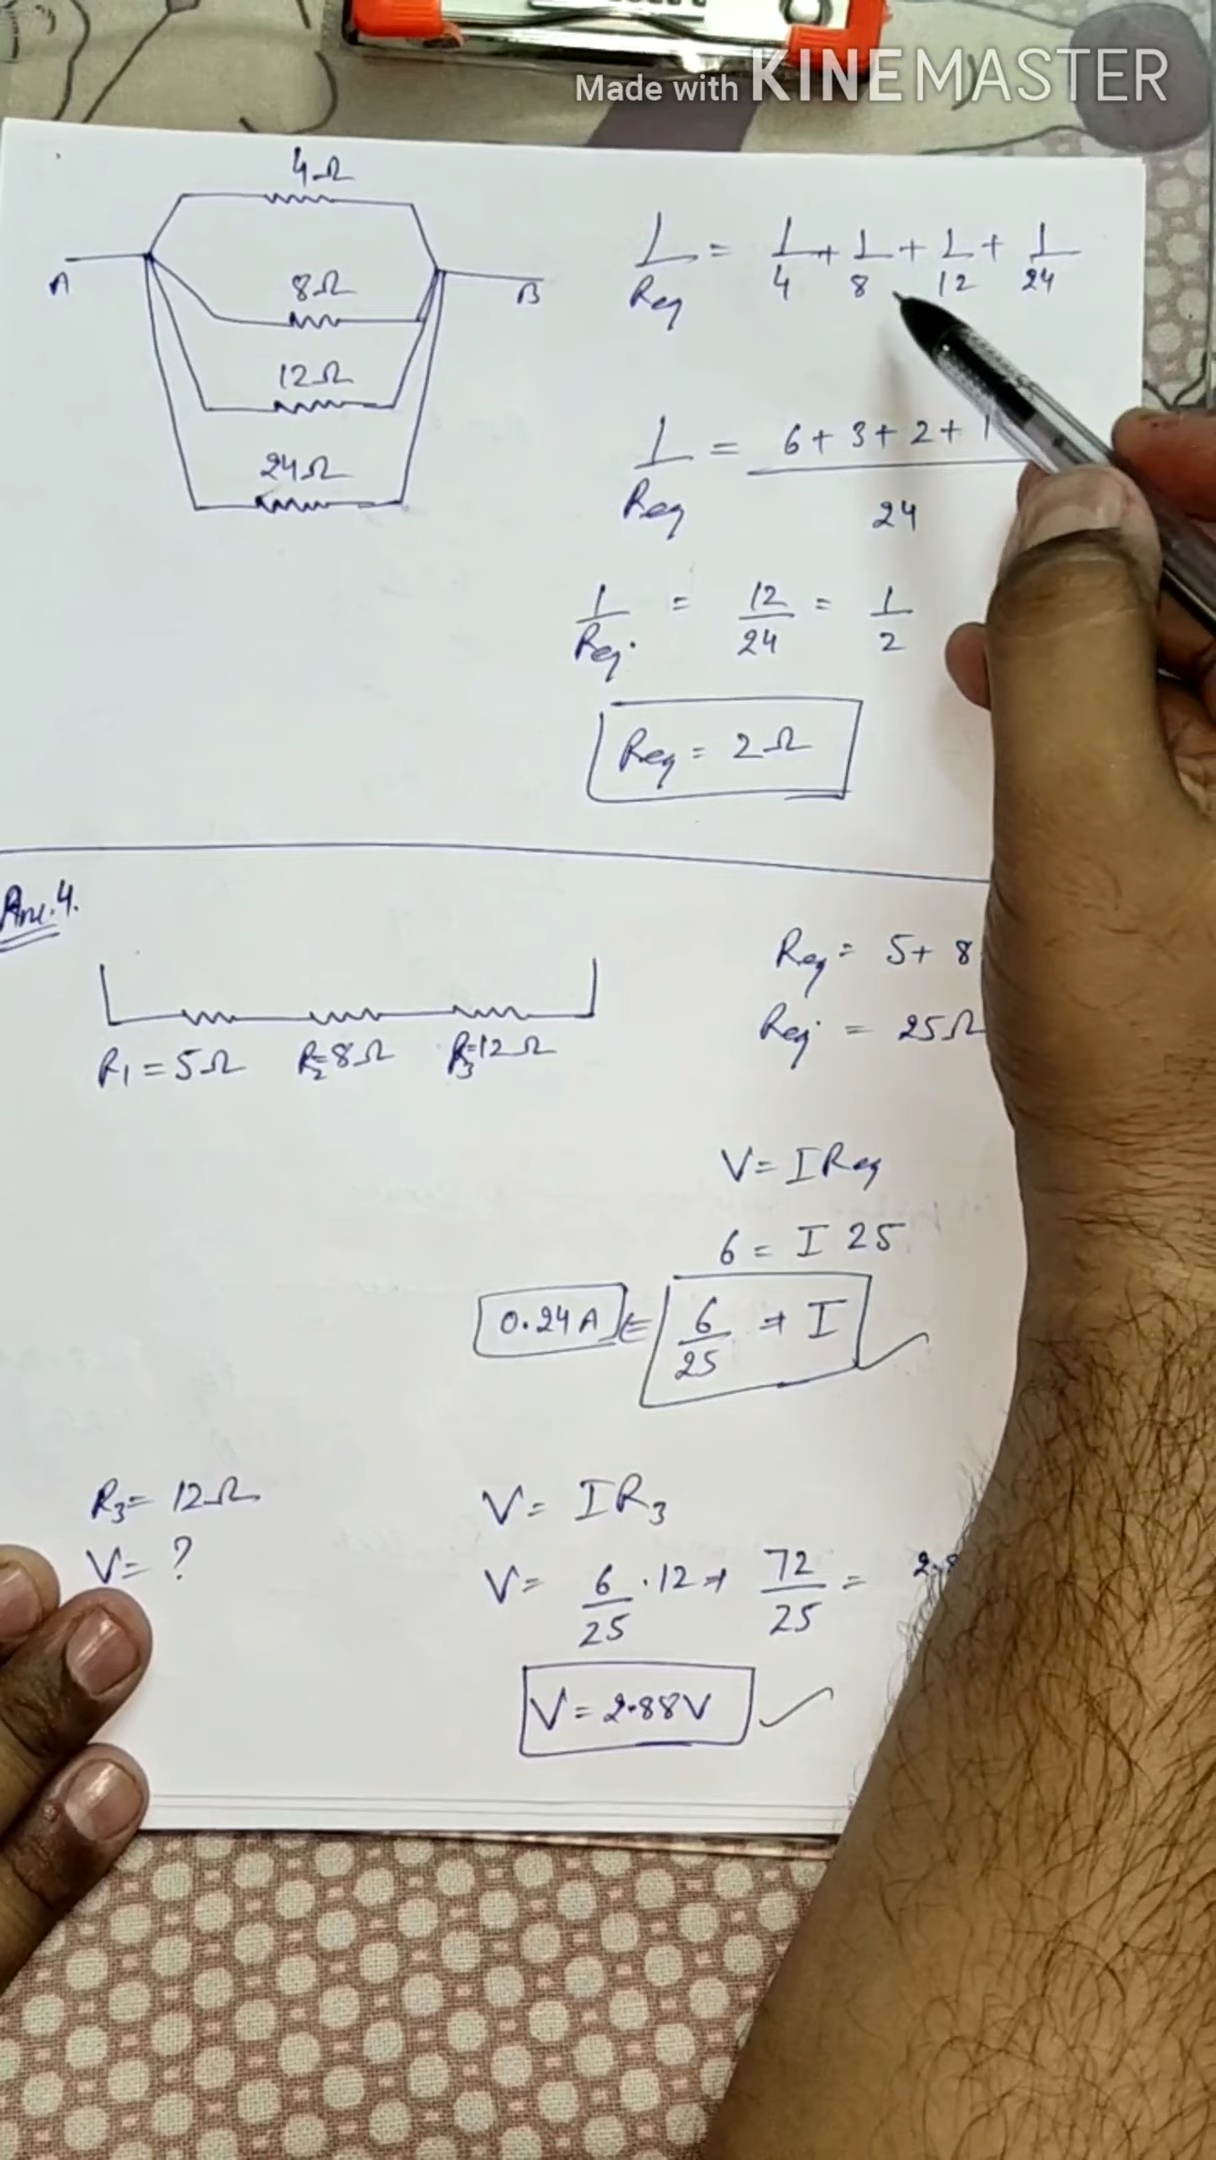 Made with KINEMASTER
4Ω
A
8Ω
B
12Ω
24Ω
1/Req = 1/4 + 1/8 + 1/12 + 1/24
1/Req = 6 + 3 + 2 + 1 / 24
1/Req. = 12/24 = 1/2
Req = 2Ω
Ans.4.
R1 = 5Ω R2=8Ω R3=12Ω
Req = 5+ 8
Req = 25Ω
V = I Req
6 = I 25
0.24A = 6/25 ⇒ I
R3 = 12Ω
V = ?
V = IR3
V = 6/25 . 12 ⇒ 72/25 =
V = 2.88V